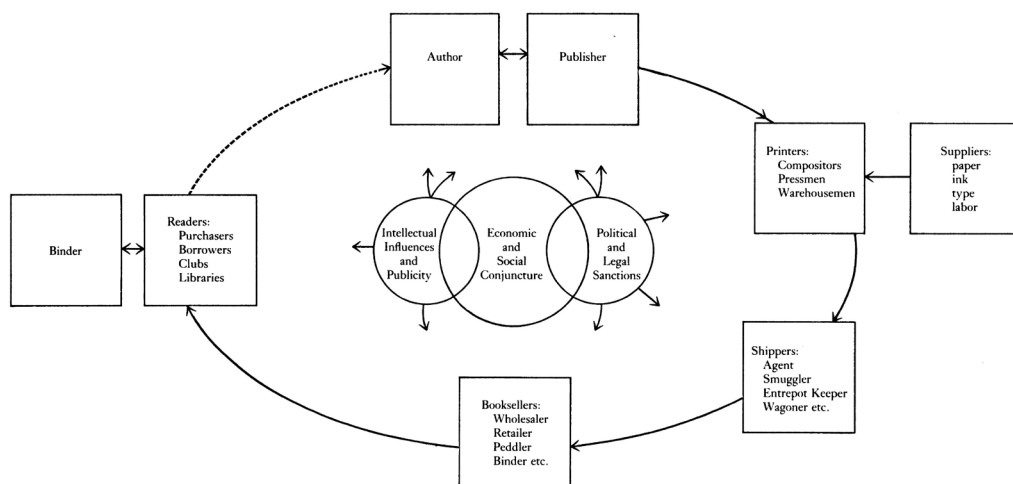 Author
Publisher
Printers:
Compositors
Pressmen
Warehousemen
Suppliers:
paper
ink
type
labor
Binder
Readers:
Purchasers
Borrowers
Clubs
Libraries
Intellectual
Influences
and
Publicity
Economic
and
Social
Conjuncture
Political
and
Legal
Sanctions
Shippers:
Agent
Smuggler
Entrepot Keeper
Wagoner etc.
Booksellers:
Wholesaler
Retailer
Peddler
Binder etc.